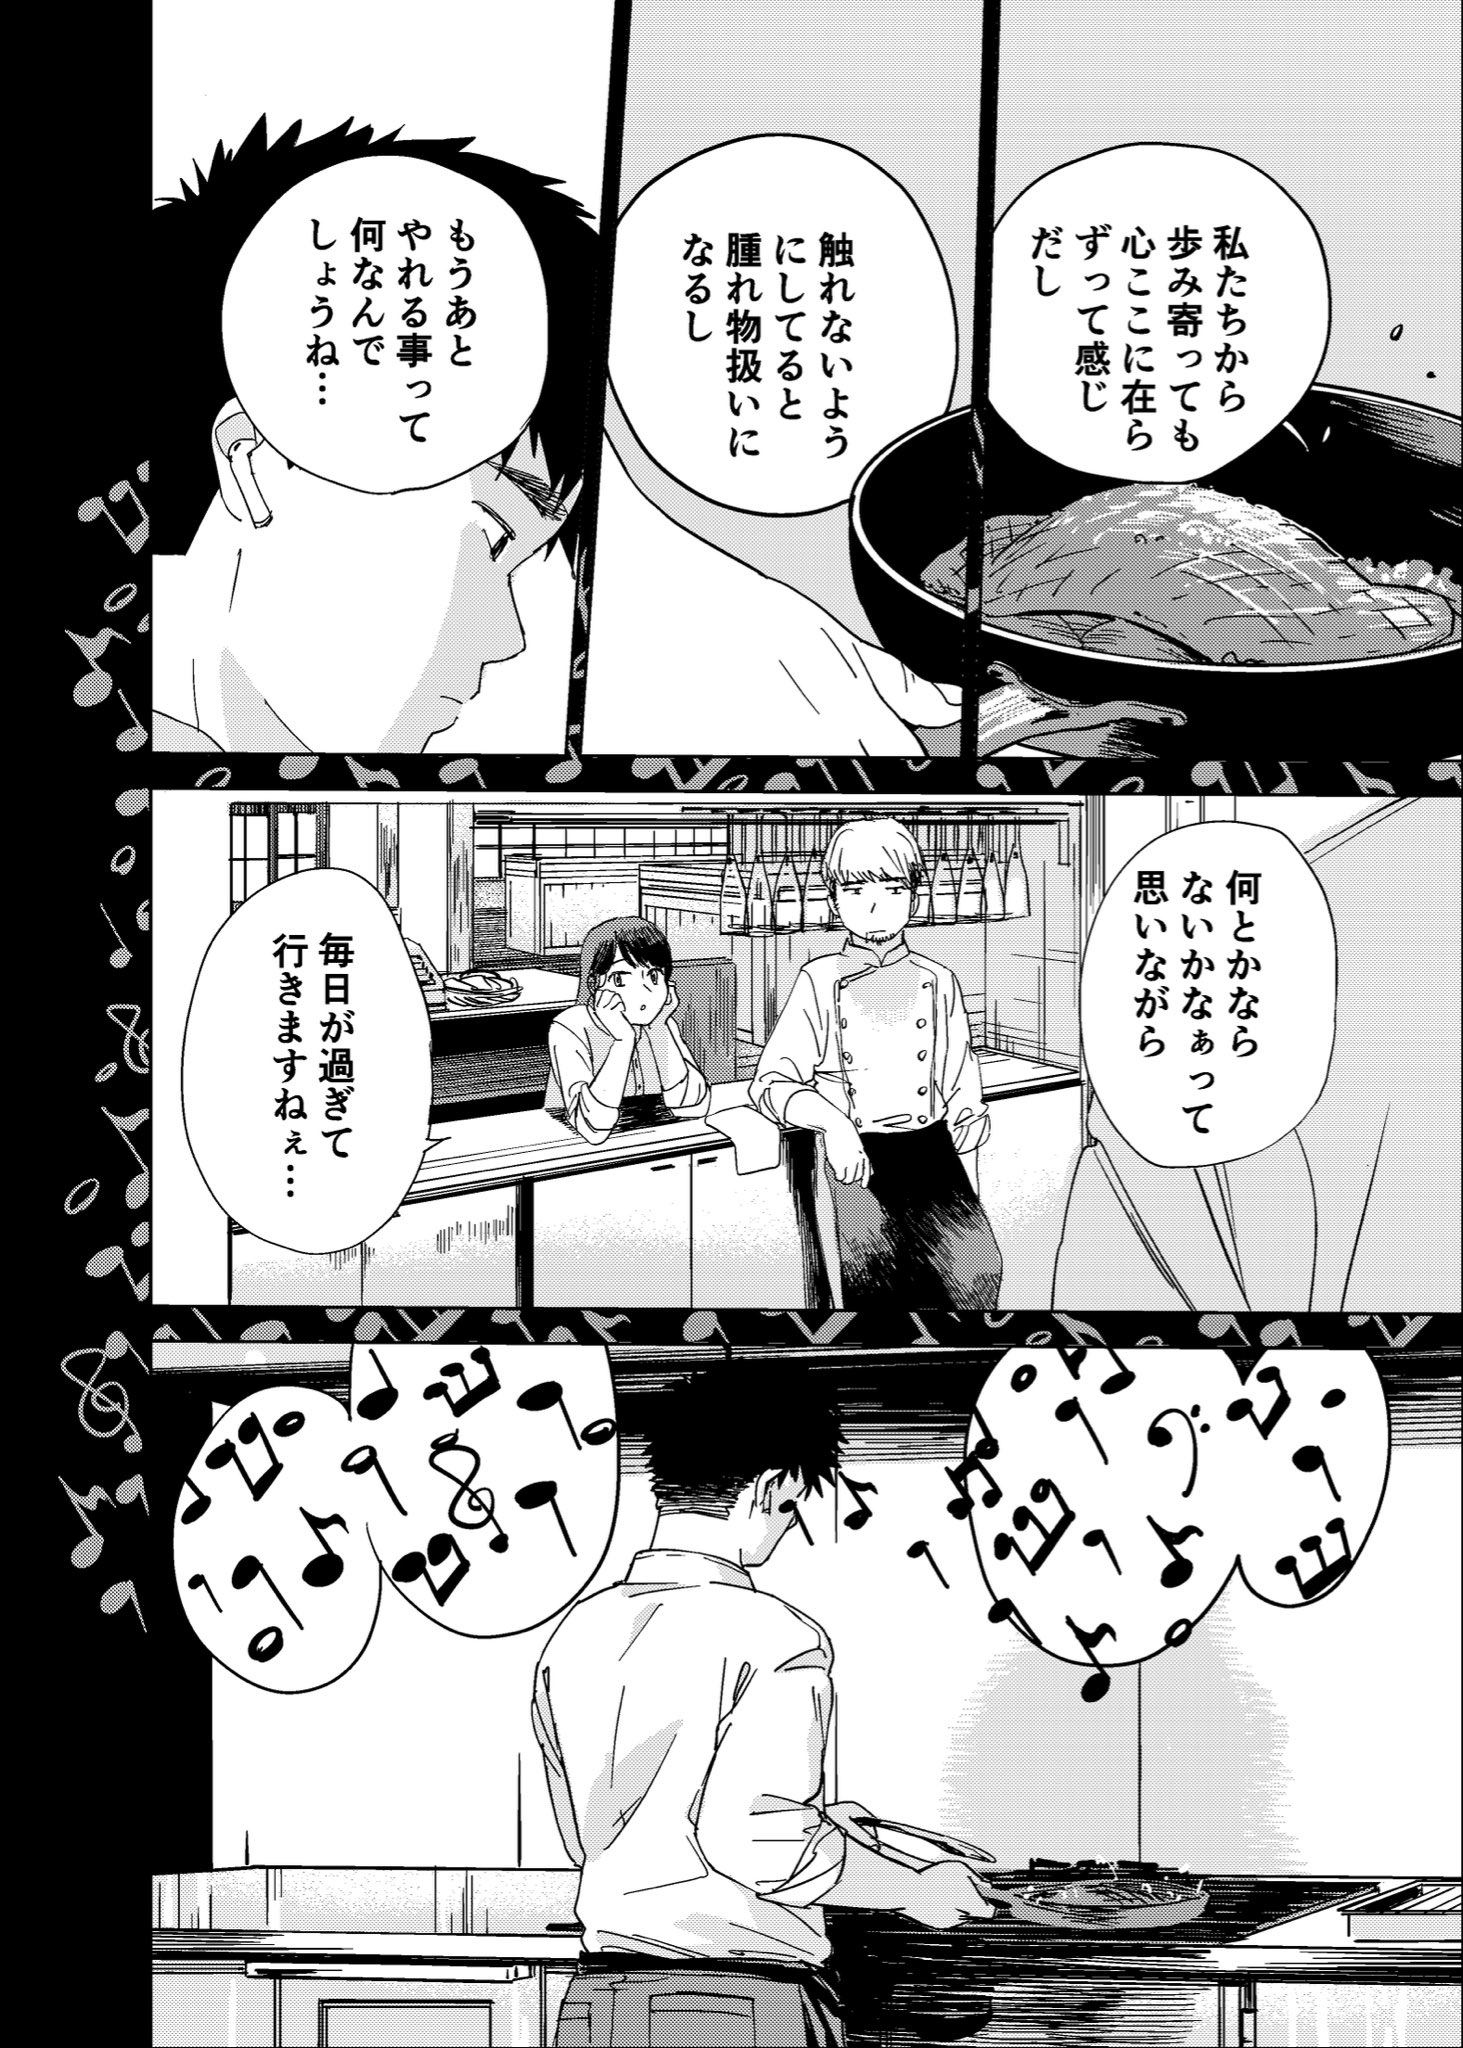 私たちから
歩み寄っても
心ここに在ら
ずって感じ
だし
触れないよう
にしてると
腫れ物扱いに
なるし
もうあと
やれる事って
何なんで
しょうね…
何とかなら
ないかなぁって
思いながら
毎日が過ぎて
行きますねぇ…